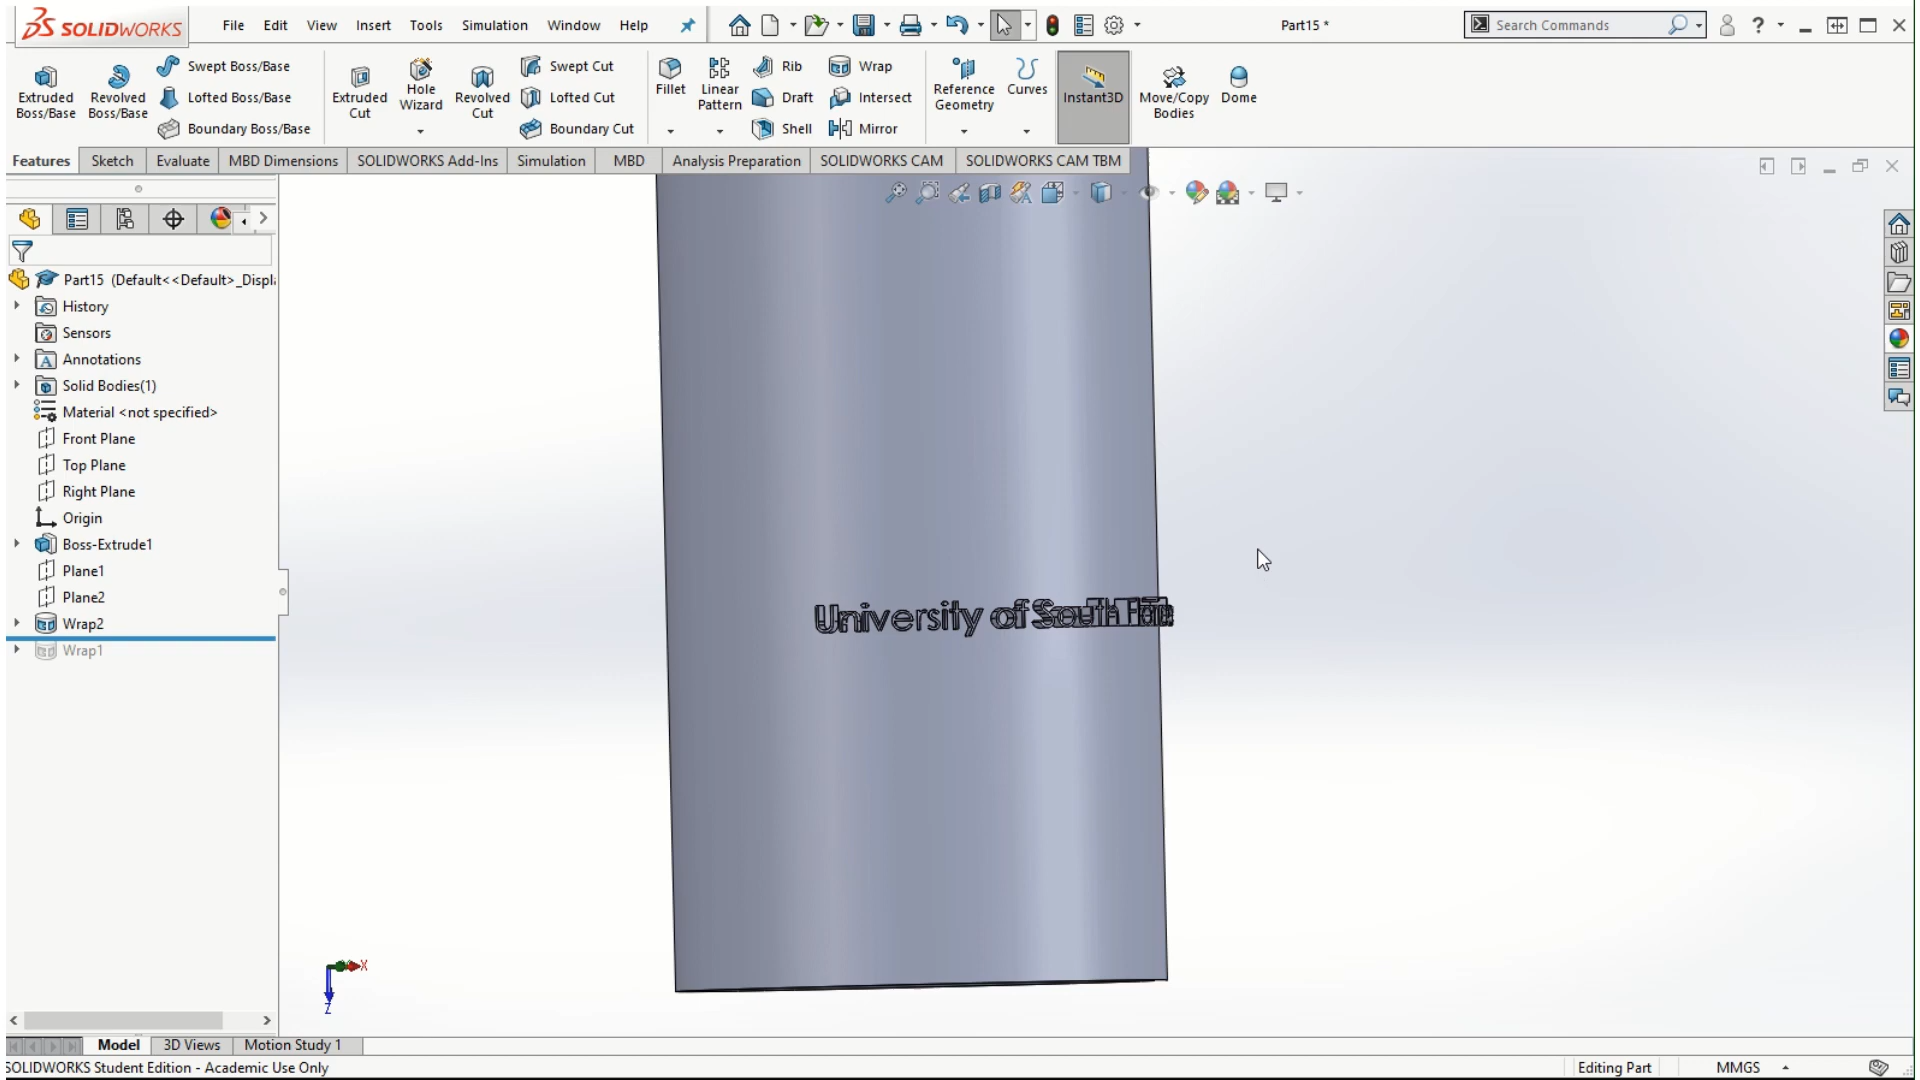 SOLIDWORKS File Edit View Insert Tools Simulation Window Help Part15 * Search Commands ?
Extruded Boss/Base
Revolved Boss/Base
Swept Boss/Base
Lofted Boss/Base
Boundary Boss/Base
Extruded Cut
Hole Wizard
Revolved Cut
Swept Cut
Lofted Cut
Boundary Cut
Fillet
Linear Pattern
Rib
Draft
Shell
Wrap
Intersect
Mirror
Reference Geometry
Curves
Instant3D
Move/Copy Bodies
Dome
Features Sketch Evaluate MBD Dimensions SOLIDWORKS Add-Ins Simulation MBD Analysis Preparation SOLIDWORKS CAM SOLIDWORKS CAM TBM
Part15 (Default<<Default>_Displ
History
Sensors
Annotations
Solid Bodies(1)
Material <not specified>
Front Plane
Top Plane
Right Plane
Origin
Boss-Extrude1
Plane1
Plane2
Wrap2
Wrap1
University of South
X
Z
Model 3D Views Motion Study 1
SOLIDWORKS Student Edition - Academic Use Only Editing Part MMGS